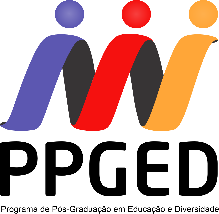 PPGED
Programa de Pós-Graduação em Educação e Diversidade